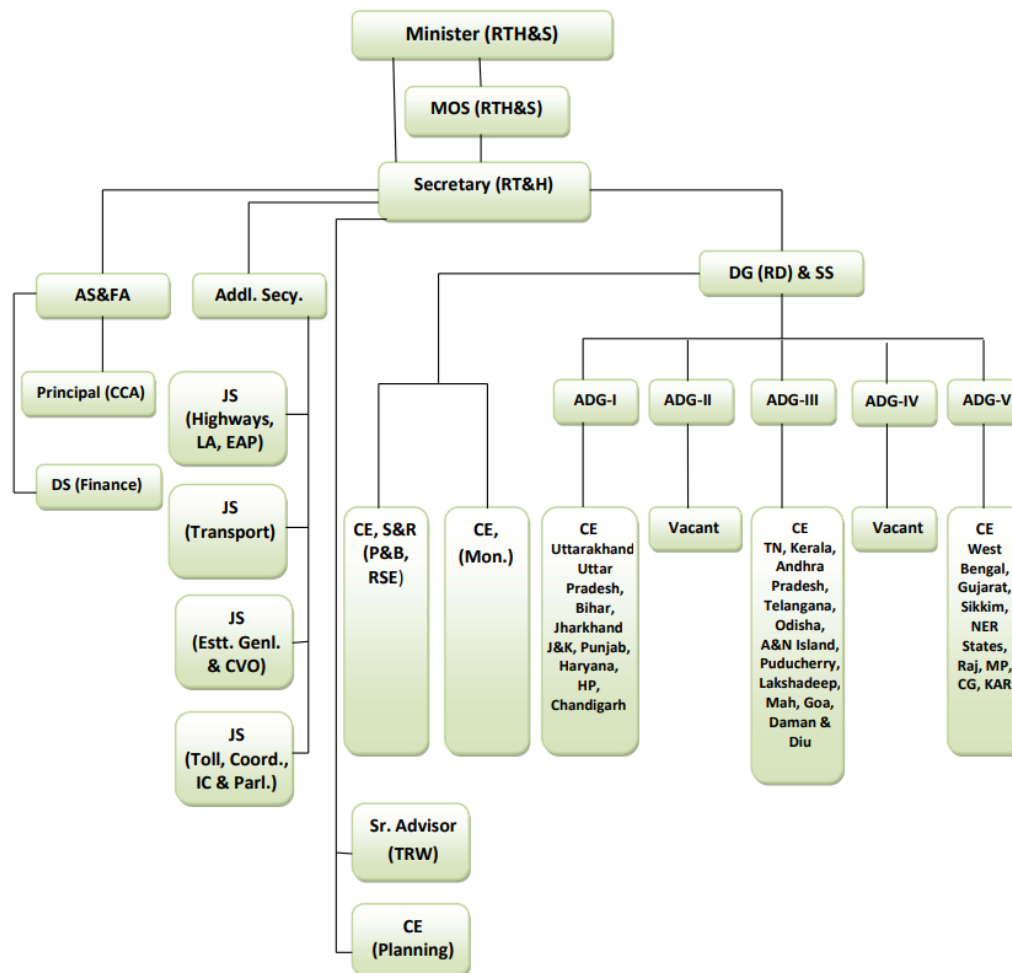 Minister (RTH&S)
MOS (RTH&S)
Secretary (RT&H)
AS&FA
Addl. Secy.
DG (RD) & SS
Principal (CCA)
DS (Finance)
JS
(Highways,
LA, EAP)
JS
(Transport)
JS
(Estt. Genl.
& CVO)
JS
(Toll, Coord.,
IC & Parl.)
ADG-I
ADG-II
ADG-III
ADG-IV
ADG-V
CE, S&R
(P&B,
RSE)
CE,
(Mon.)
CE
Uttarakhand
Uttar
Pradesh,
Bihar,
Jharkhand
J&K, Punjab,
Haryana,
HP,
Chandigarh
Vacant
CE
TN, Kerala,
Andhra
Pradesh,
Telangana,
Odisha,
A&N Island,
Puducherry,
Lakshadeep,
Mah, Goa,
Daman &
Diu
Vacant
CE
West
Bengal,
Gujarat,
Sikkim,
NER
States,
Raj, MP,
CG, KAR
Sr. Advisor
(TRW)
CE
(Planning)